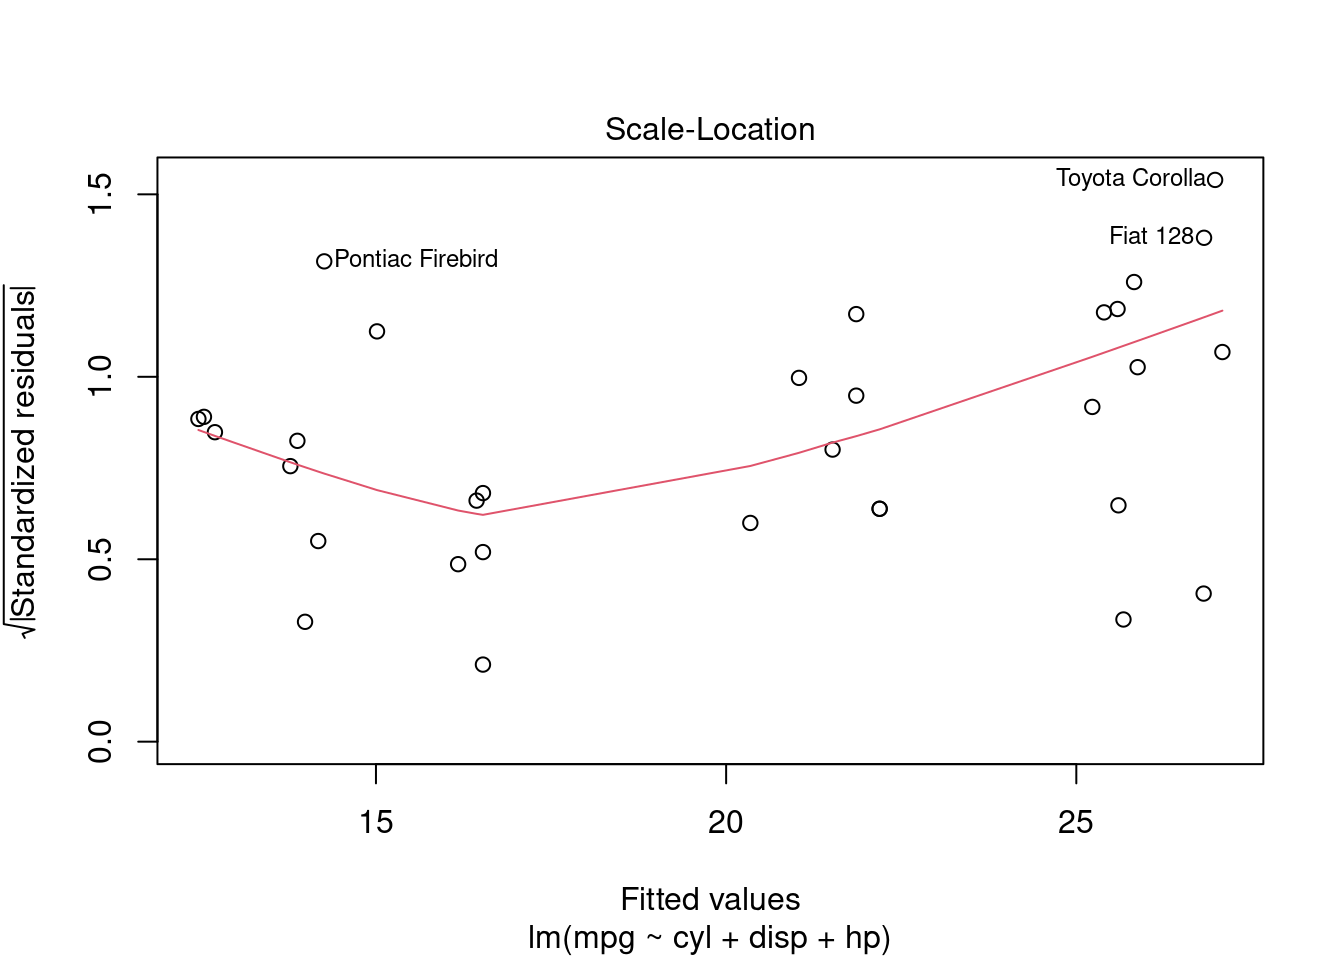 Scale-Location
Toyota Corolla
Fiat 128
Pontiac Firebird
1.5
1.0
0.5
0.0
√|Standardized residuals|
15
20
25
Fitted values
lm(mpg ~ cyl + disp + hp)